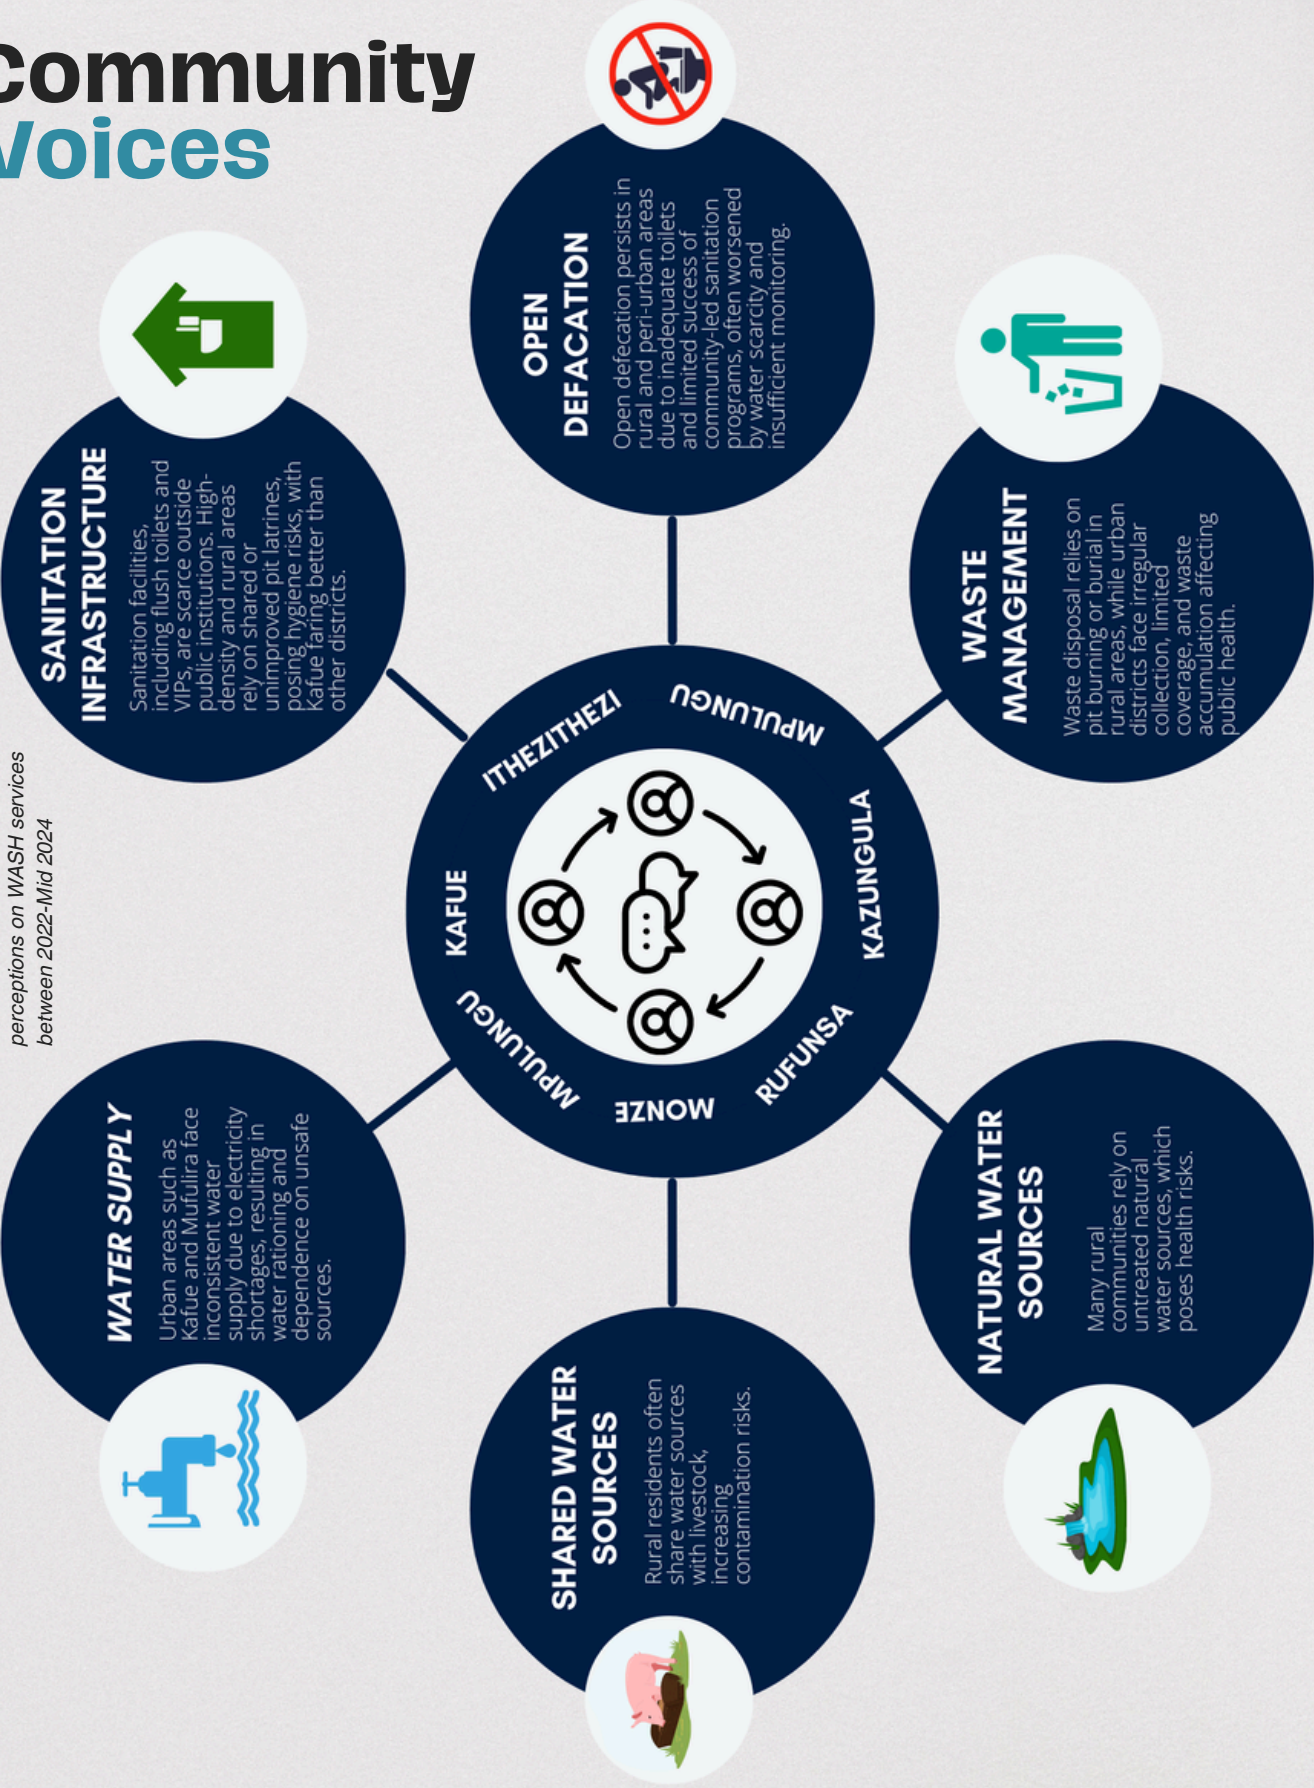 Community
Voices
perceptions on WASH services
between 2022-Mid 2024
SANITATION
INFRASTRUCTURE
Sanitation facilities,
including flush toilets and
VIPs, are scarce outside
public institutions. High-
density and rural areas
rely on shared or
unimproved pit latrines,
posing hygiene risks, with
Kafue faring better than
other districts.
OPEN
DEFACATION
Open defecation persists in
rural and peri-urban areas
due to inadequate toilets
and limited success of
community-led sanitation
programs, often worsened
by water scarcity and
insufficient monitoring.
WASTE
MANAGEMENT
Waste disposal relies on
pit burning or burial in
rural areas, while urban
districts face irregular
collection, limited
coverage, and waste
accumulation affecting
public health.
WATER SUPPLY
Urban areas such as
Kafue and Mufulira face
inconsistent water
supply due to electricity
shortages, resulting in
water rationing and
dependence on unsafe
sources.
SHARED WATER
SOURCES
Rural residents often
share water sources
with livestock,
increasing
contamination risks.
NATURAL WATER
SOURCES
Many rural
communities rely on
untreated natural
water sources, which
poses health risks.
KAFUE
ITHEZITHEZI
MPULUNGU
KAZUNGULA
RUFUNSA
MONZE
MPULUNGU